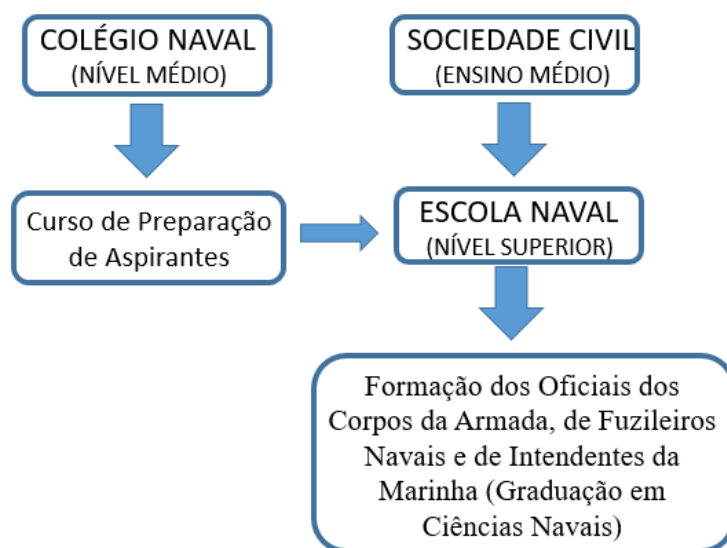 COLÉGIO NAVAL
(NÍVEL MÉDIO)
SOCIEDADE CIVIL
(ENSINO MÉDIO)
Curso de Preparação
de Aspirantes
ESCOLA NAVAL
(NÍVEL SUPERIOR)
Formação dos Oficiais dos
Corpos da Armada, de Fuzileiros
Navais e de Intendentes da
Marinha (Graduação em
Ciências Navais)